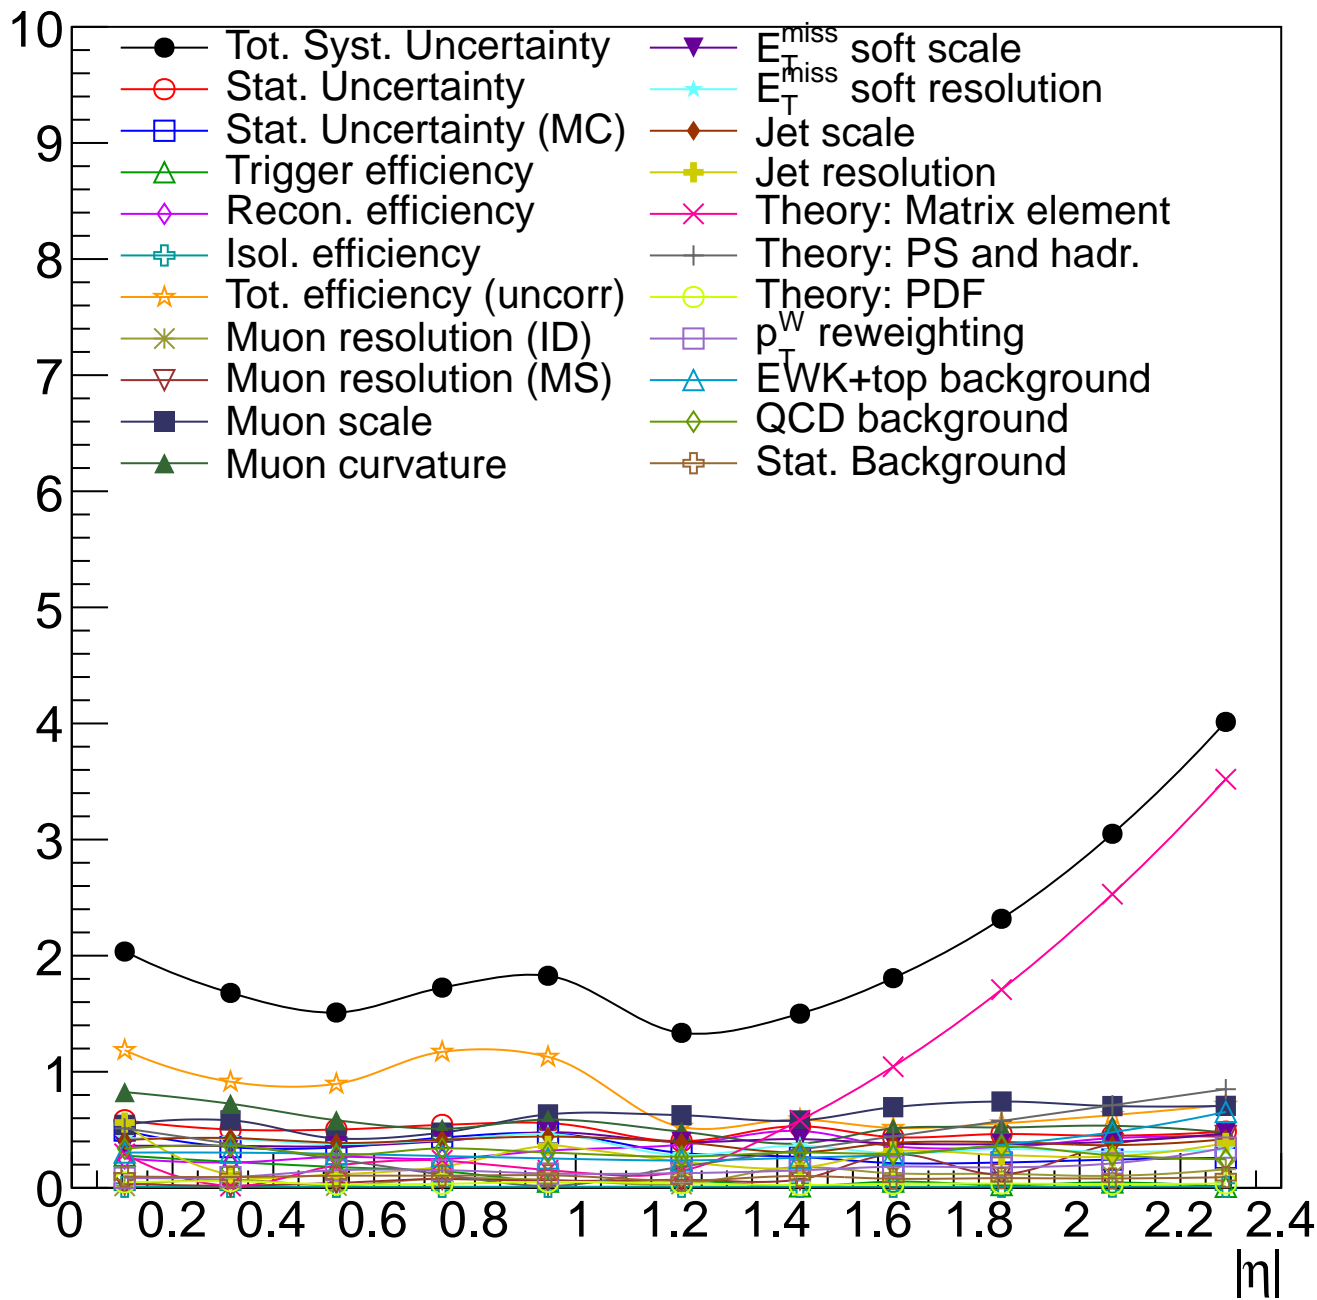 10
9
8
7
6
5
4
3
2
1
0
Tot. Syst. Uncertainty
Stat. Uncertainty
Stat. Uncertainty (MC)
Trigger efficiency
Recon. efficiency
Isol. efficiency
Tot. efficiency (uncorr)
Muon resolution (ID)
Muon resolution (MS)
Muon scale
Muon curvature
E_T^miss soft scale
E_T^miss soft resolution
Jet scale
Jet resolution
Theory: Matrix element
Theory: PS and hadr.
Theory: PDF
p_T^W reweighting
EWK+top background
QCD background
Stat. Background
0 0.2 0.4 0.6 0.8 1 1.2 1.4 1.6 1.8 2 2.2 2.4
|η|